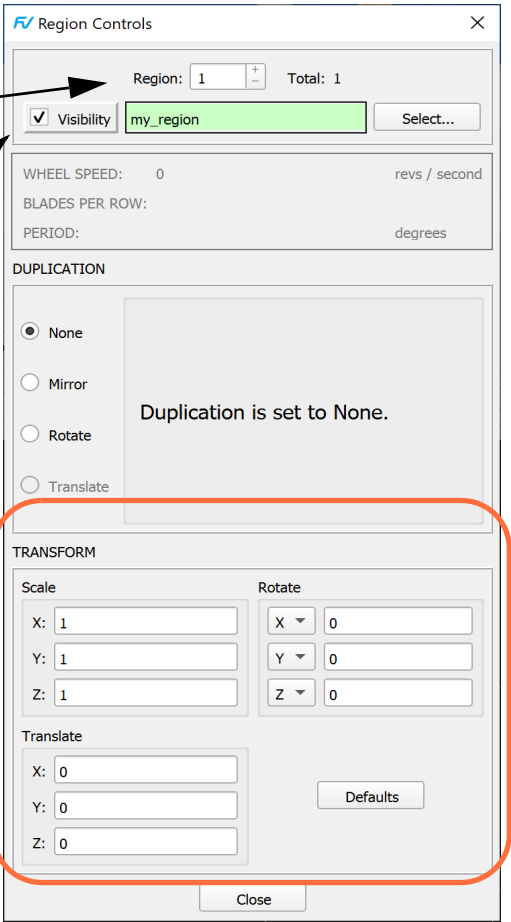 FV Region Controls
Region: 1 Total: 1
Visibility my_region Select...
WHEEL SPEED: 0 revs / second
BLADES PER ROW:
PERIOD: degrees
DUPLICATION
None
Mirror
Duplication is set to None.
Rotate
Translate
TRANSFORM
Scale Rotate
X: 1 X 0
Y: 1 Y 0
Z: 1 Z 0
Translate
X: 0
Y: 0 Defaults
Z: 0
Close